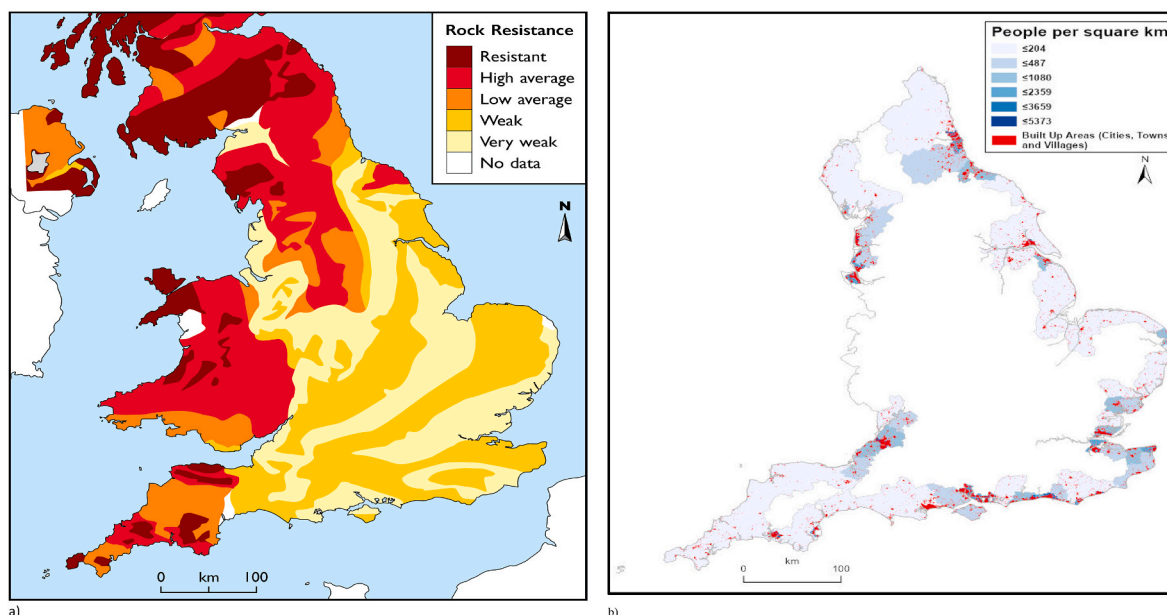 Rock Resistance
Resistant
High average
Low average
Weak
Very weak
No data
N
0 km 100
a)
People per square km
≤204
≤487
≤1080
≤2359
≤3659
≤5373
Built Up Areas (Cities, Towns
and Villages)
N
0 km 100
b)